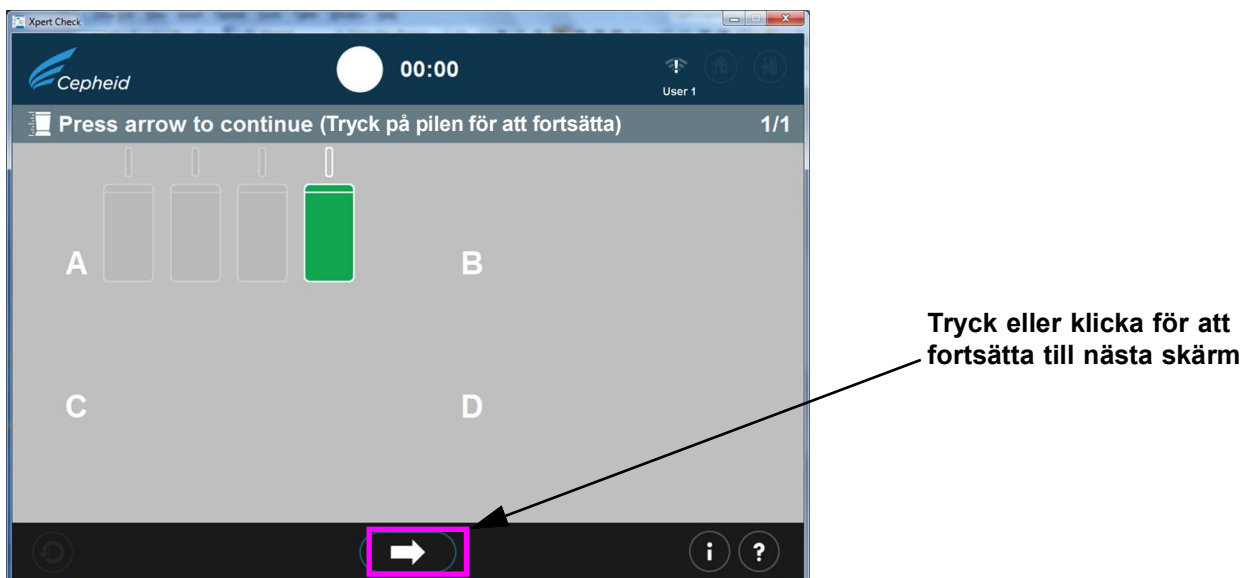 Xpert Check
Cepheid
00:00
User 1
Press arrow to continue (Tryck på pilen för att fortsätta) 1/1
A
B
C
D
i ?
Tryck eller klicka för att
fortsätta till nästa skärm